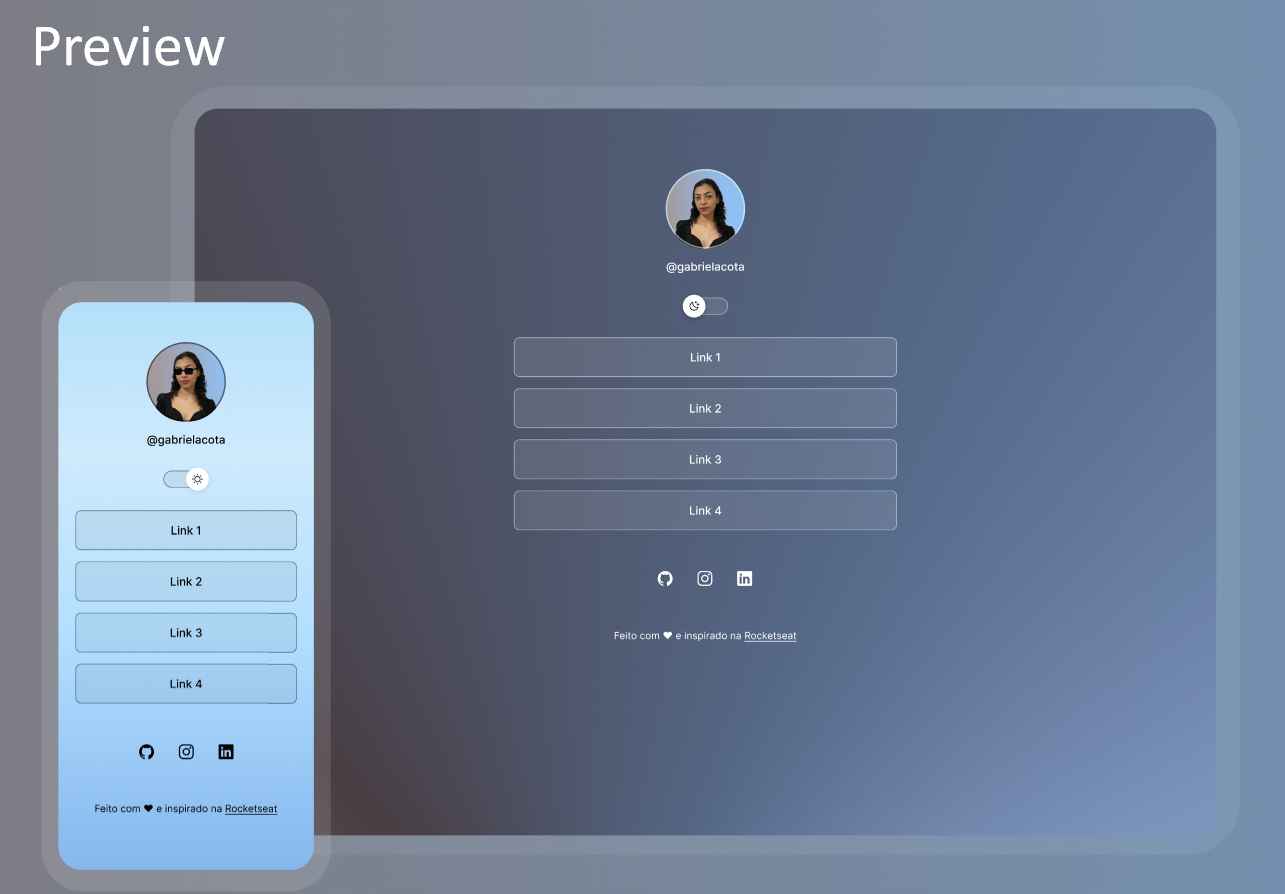 Preview
@gabrielacota
Link 1
Link 2
Link 3
Link 4
Feito com ♥ e inspirado na Rocketseat
@gabrielacota
Link 1
Link 2
Link 3
Link 4
Feito com ♥ e inspirado na Rocketseat